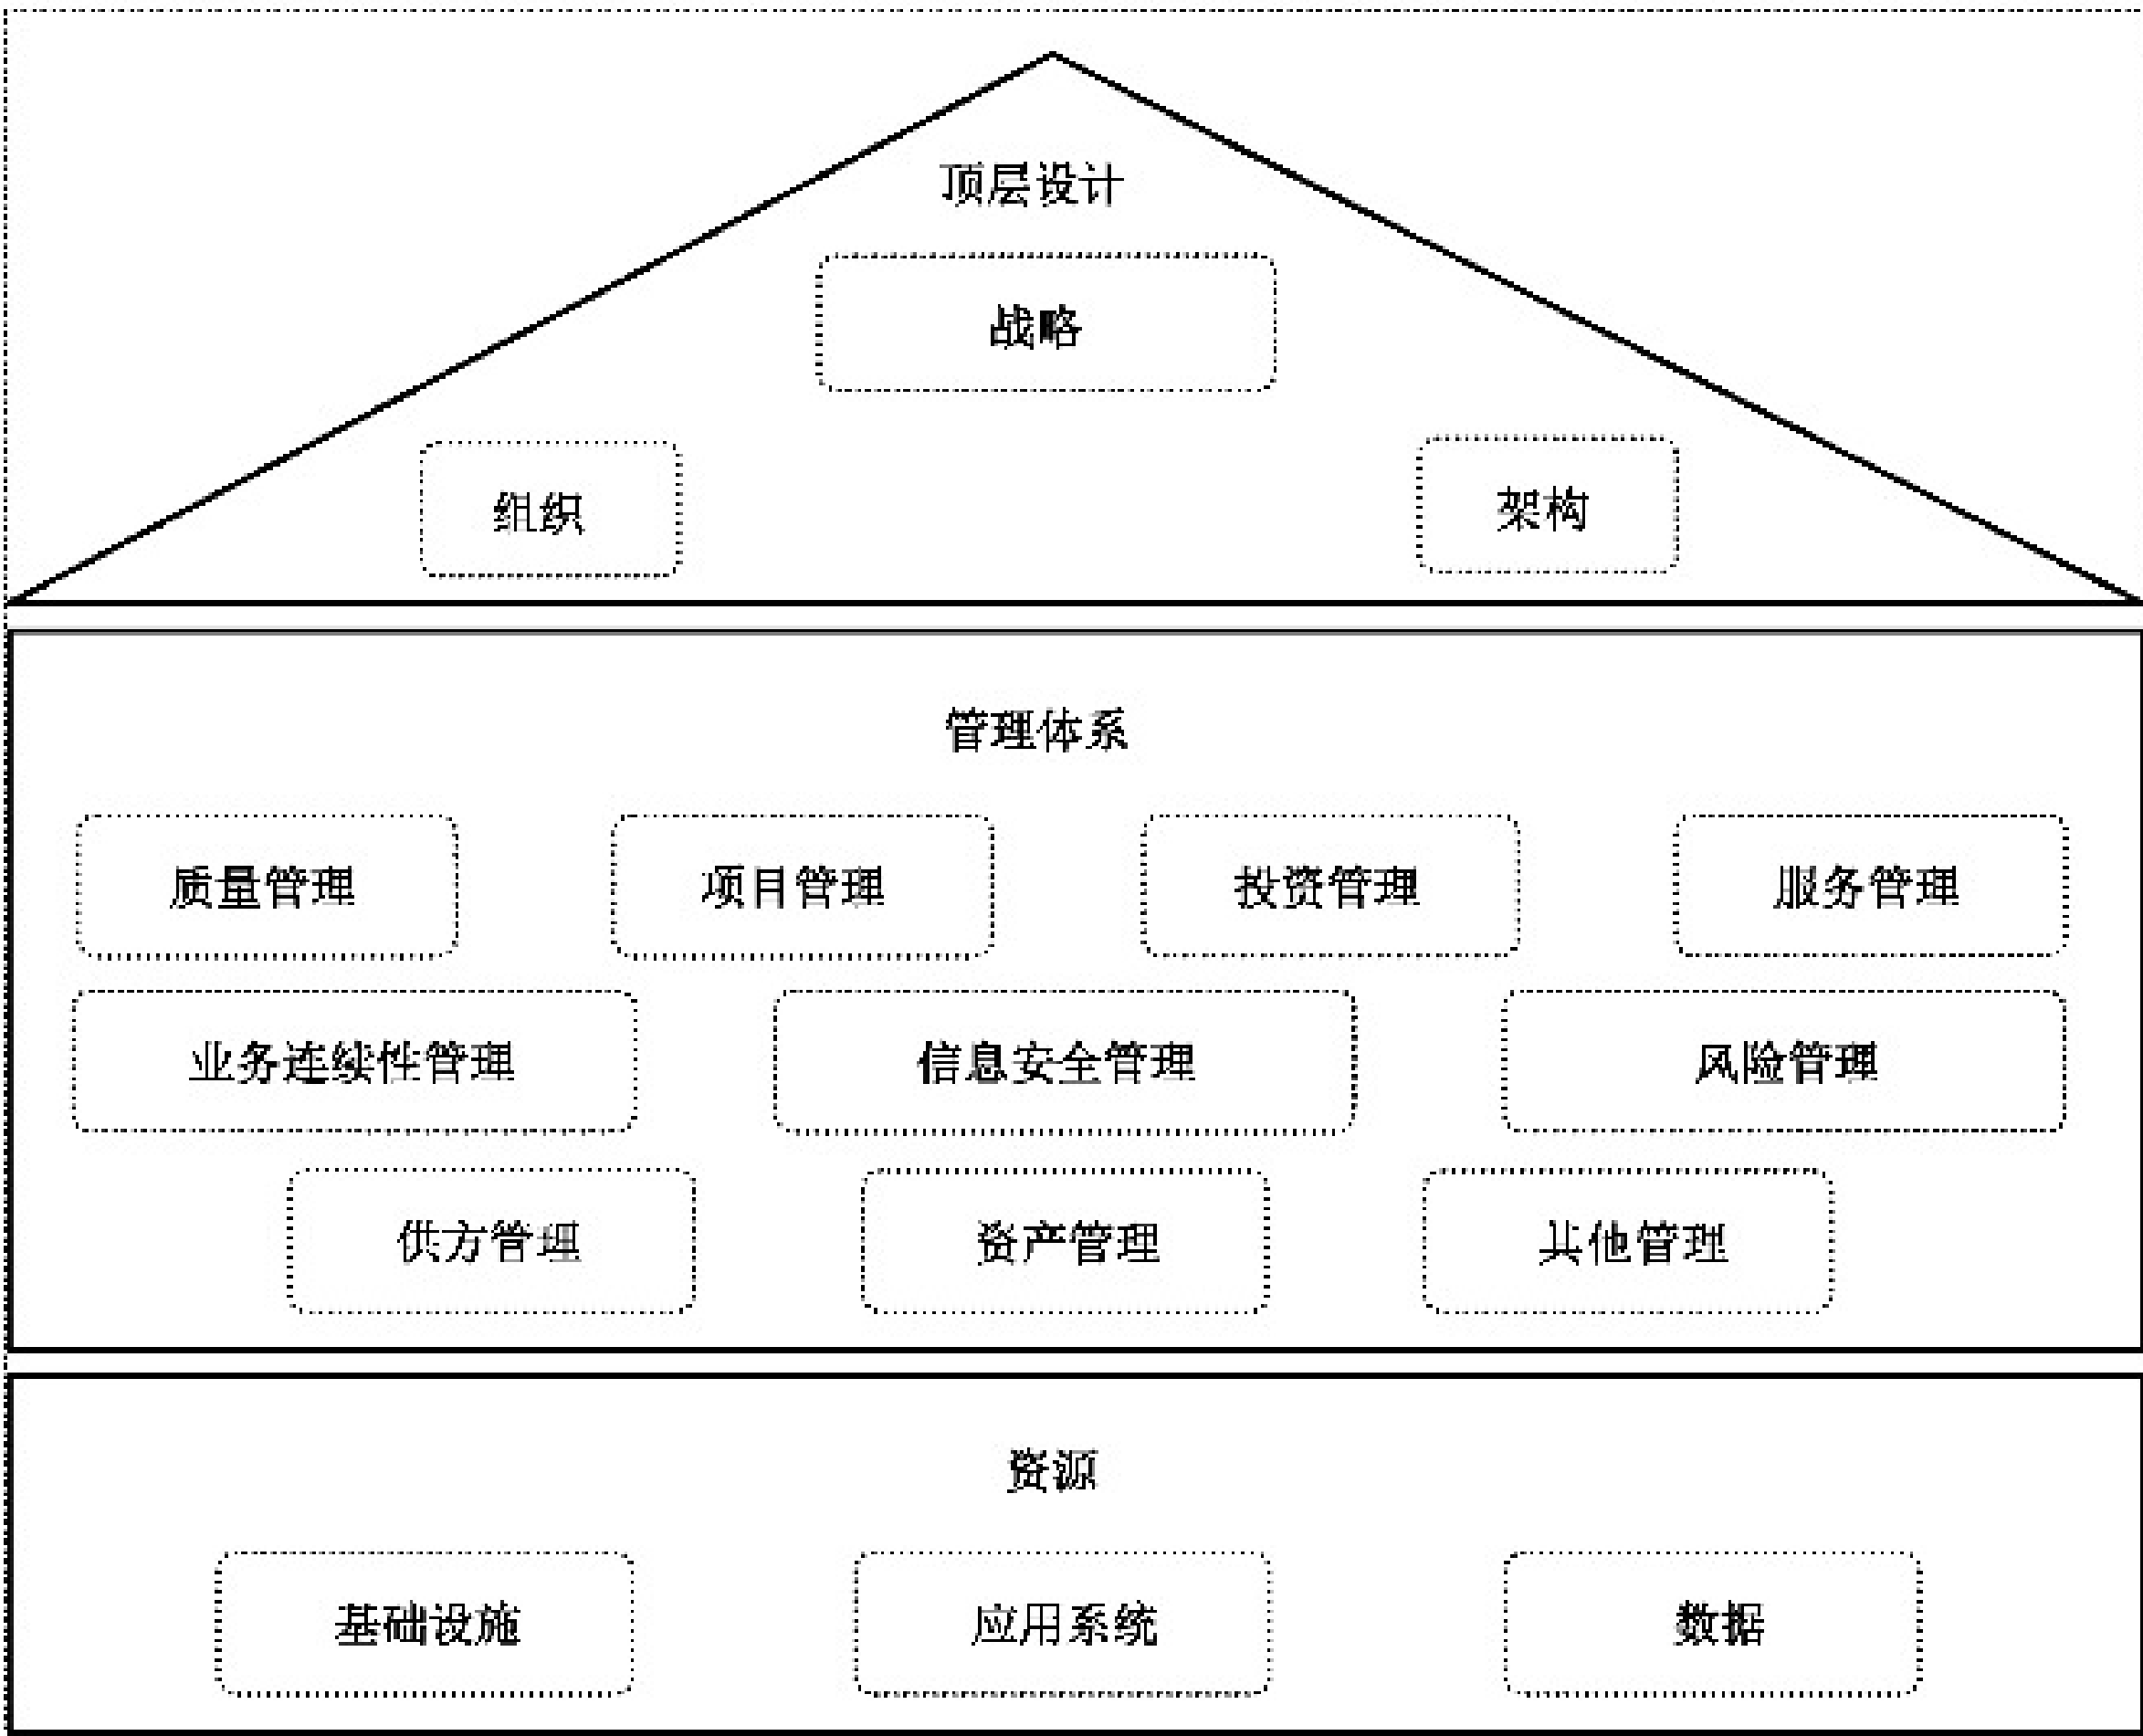 顶层设计
战略
组织 架构
管理体系
质量管理 项目管理 投资管理 服务管理
业务连续性管理 信息安全管理 风险管理
供方管理 资产管理 其他管理
资源
基础设施 应用系统 数据